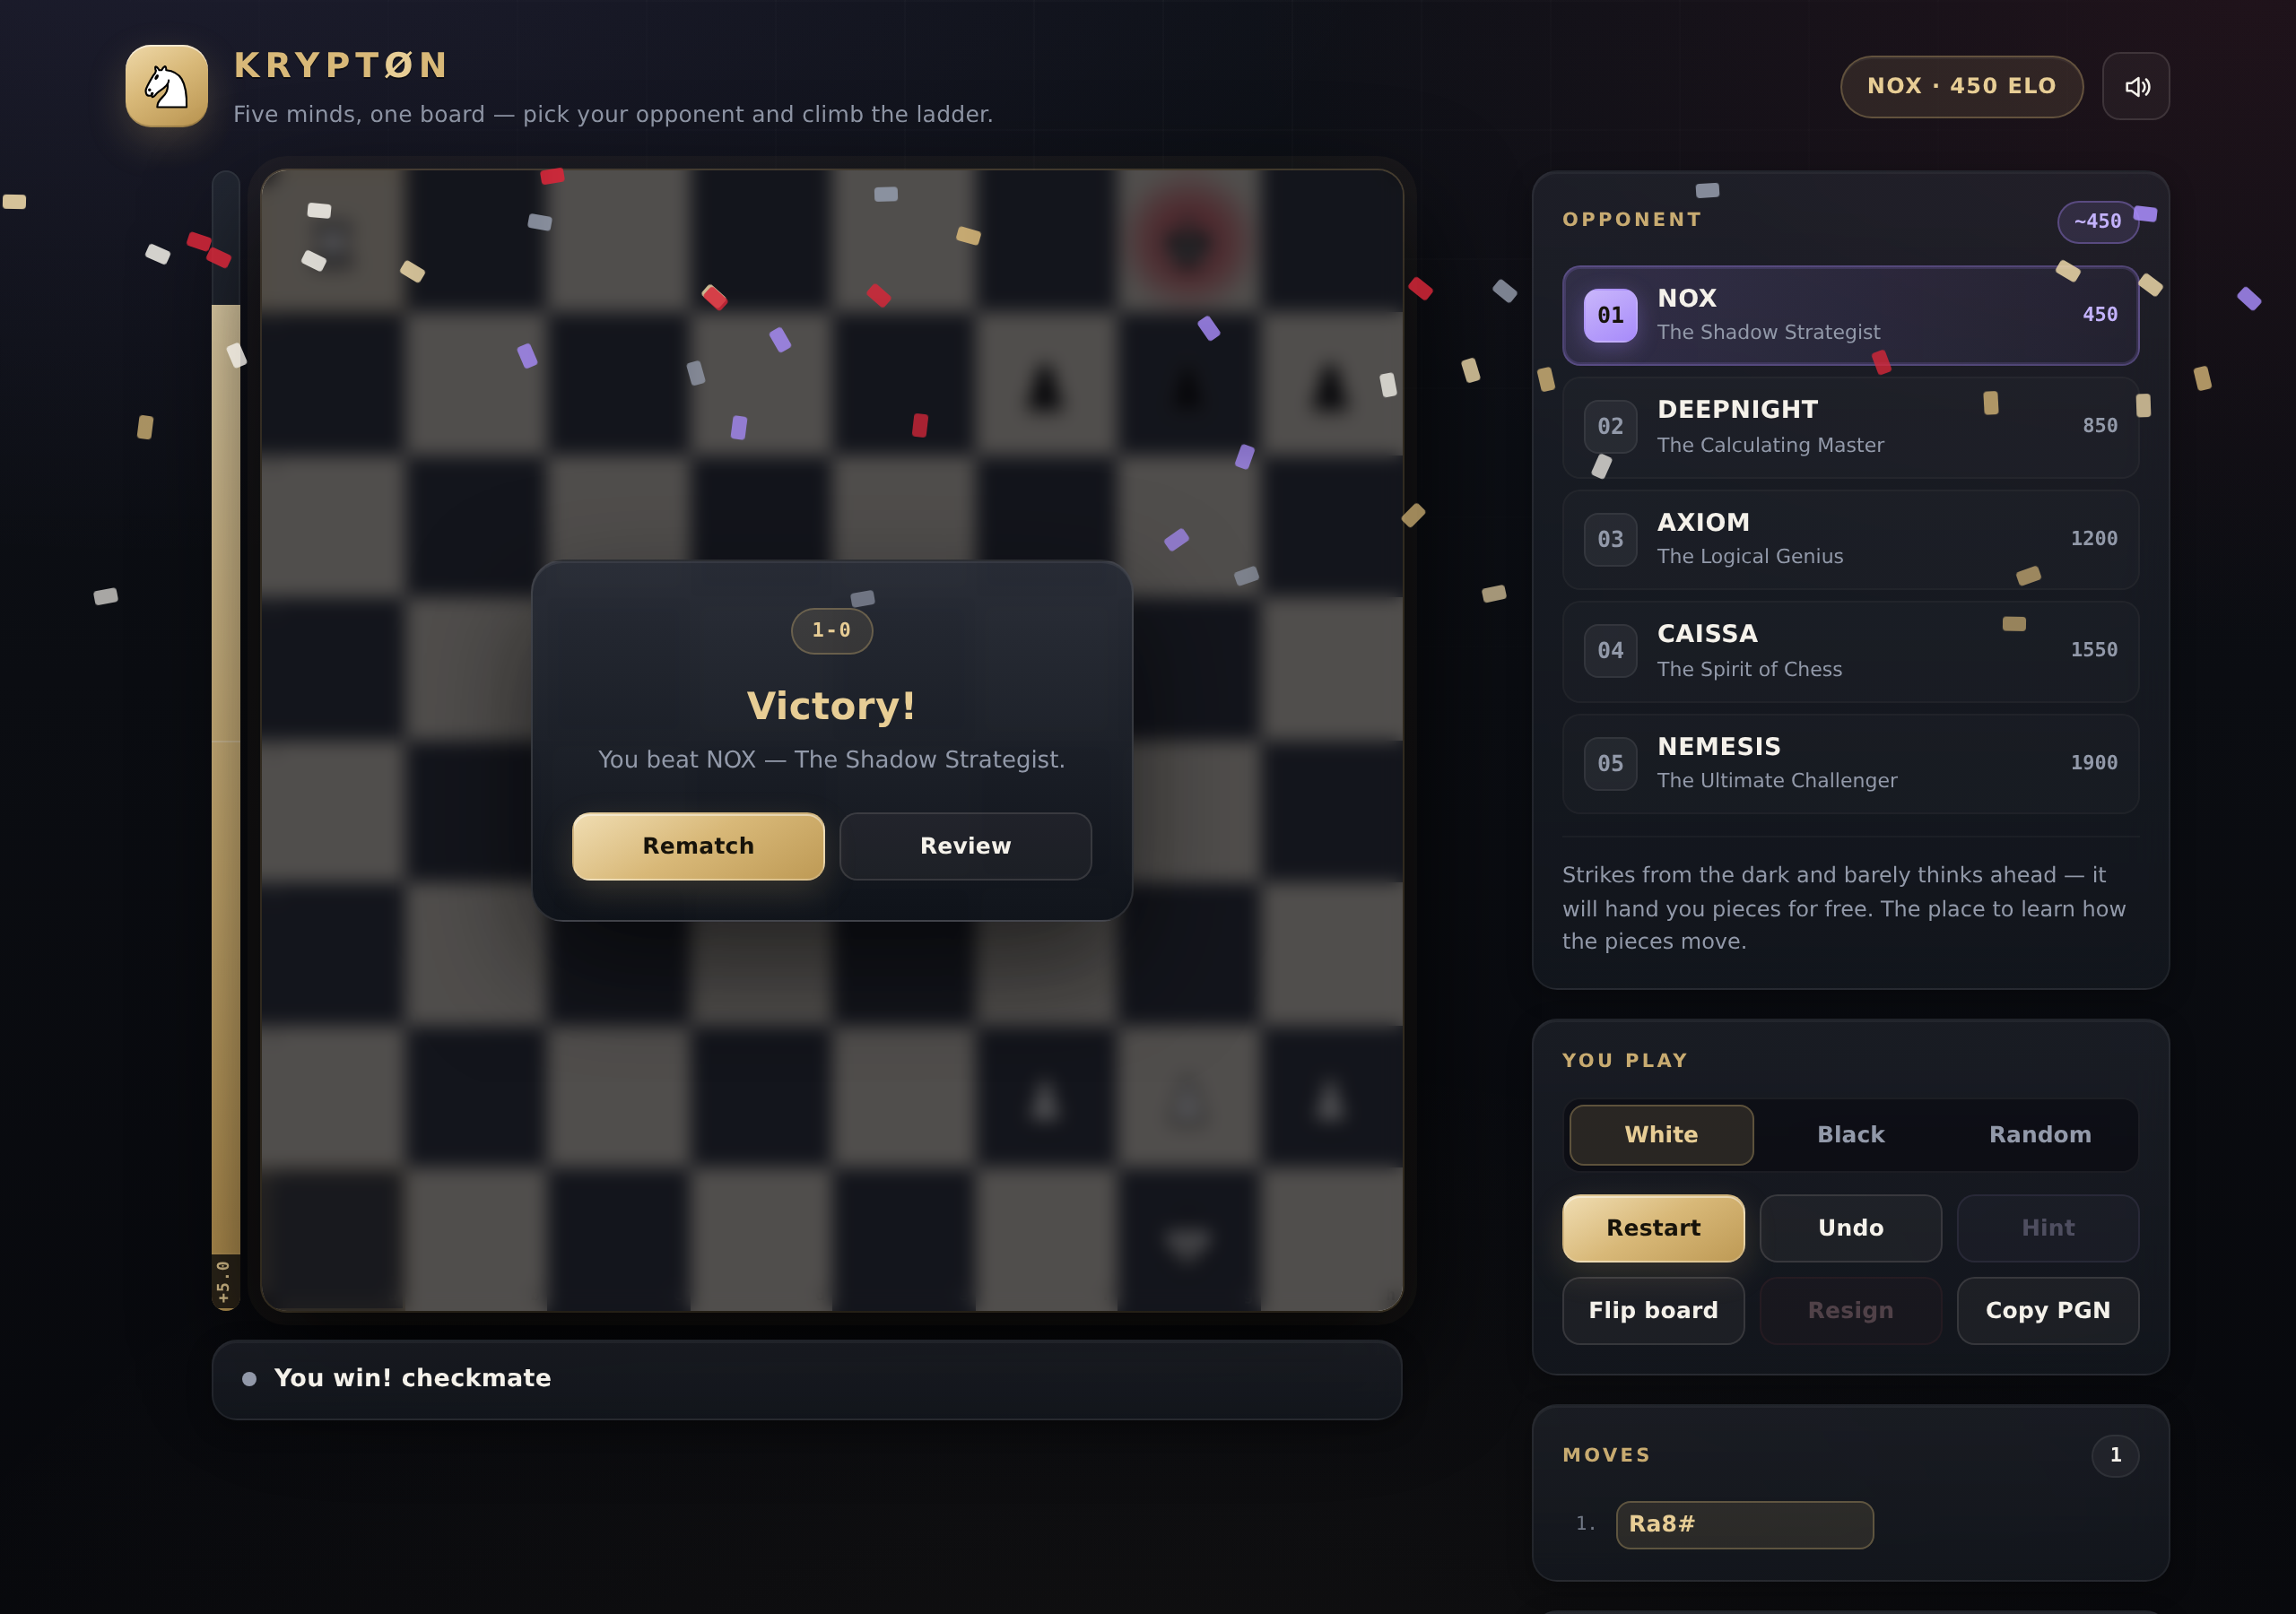 KRYPTØN
Five minds, one board — pick your opponent and climb the ladder.
NOX · 450 ELO
+5.0
1-0
Victory!
You beat NOX — The Shadow Strategist.
Rematch
Review
You win! checkmate
OPPONENT
~450
01
NOX
The Shadow Strategist
450
02
DEEPNIGHT
The Calculating Master
850
03
AXIOM
The Logical Genius
1200
04
CAISSA
The Spirit of Chess
1550
05
NEMESIS
The Ultimate Challenger
1900
Strikes from the dark and barely thinks ahead — it
will hand you pieces for free. The place to learn how
the pieces move.
YOU PLAY
White
Black
Random
Restart
Undo
Hint
Flip board
Resign
Copy PGN
MOVES
1
1.
Ra8#